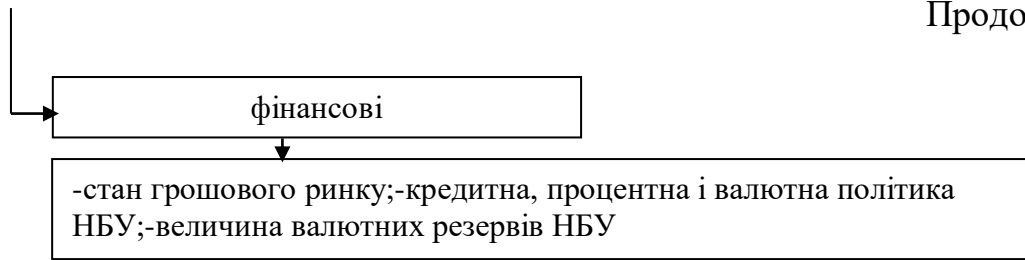 Продо
фінансові
-стан грошового ринку;-кредитна, процентна і валютна політика
НБУ;-величина валютних резервів НБУ